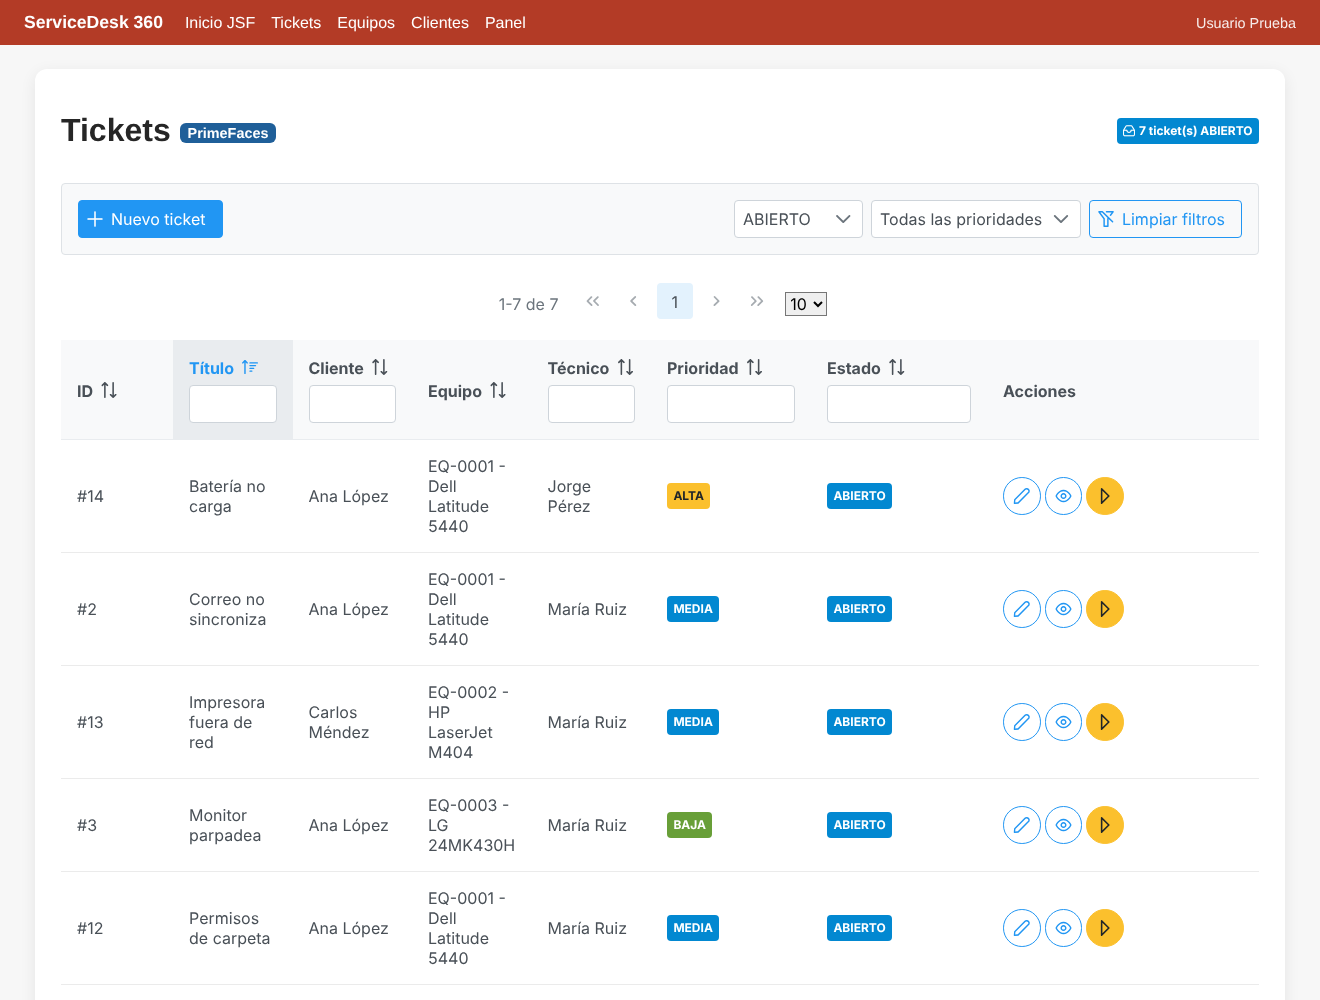 ServiceDesk 360 Inicio JSF Tickets Equipos Clientes Panel Usuario Prueba
Tickets PrimeFaces 7 ticket(s) ABIERTO
Nuevo ticket ABIERTO Todas las prioridades Limpiar filtros
1-7 de 7 1 10
ID Título Cliente Equipo Técnico Prioridad Estado Acciones
#14 Batería no carga Ana López EQ-0001 - Dell Latitude 5440 Jorge Pérez ALTA ABIERTO
#2 Correo no sincroniza Ana López EQ-0001 - Dell Latitude 5440 María Ruiz MEDIA ABIERTO
#13 Impresora fuera de red Carlos Méndez EQ-0002 - HP LaserJet M404 María Ruiz MEDIA ABIERTO
#3 Monitor parpadea Ana López EQ-0003 - LG 24MK430H María Ruiz BAJA ABIERTO
#12 Permisos de carpeta Ana López EQ-0001 - Dell Latitude 5440 María Ruiz MEDIA ABIERTO